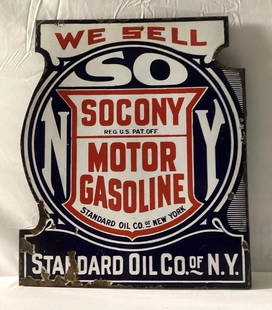 WE SELL
SO
N Y
SOCONY
REG. U.S. PAT. OFF.
MOTOR
GASOLINE
STANDARD OIL CO. OF NEW YORK
STANDARD OIL CO. OF N.Y.